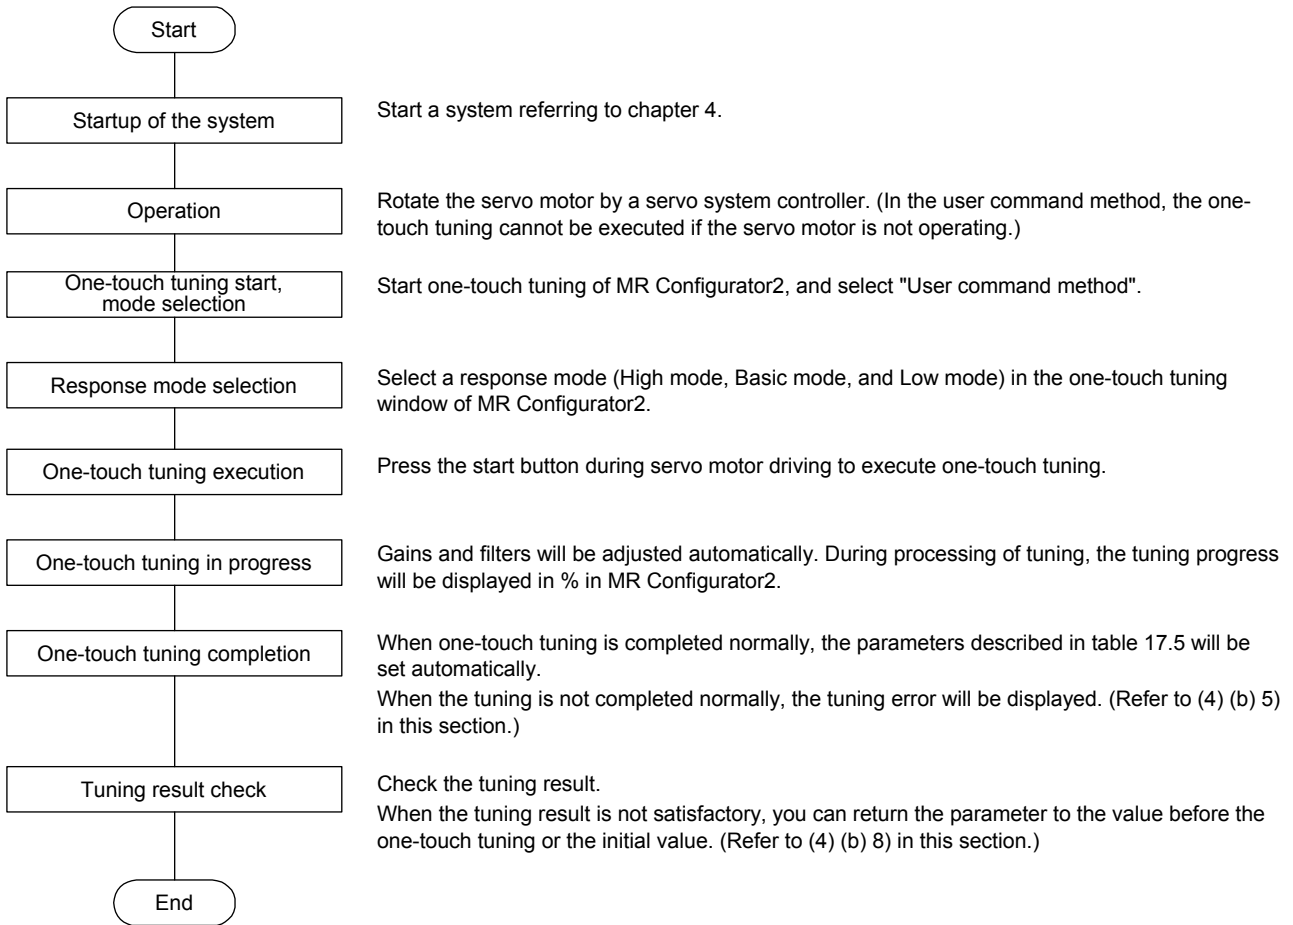 Start
Startup of the system
Start a system referring to chapter 4.
Operation
Rotate the servo motor by a servo system controller. (In the user command method, the one-
touch tuning cannot be executed if the servo motor is not operating.)
One-touch tuning start,
mode selection
Start one-touch tuning of MR Configurator2, and select "User command method".
Response mode selection
Select a response mode (High mode, Basic mode, and Low mode) in the one-touch tuning
window of MR Configurator2.
One-touch tuning execution
Press the start button during servo motor driving to execute one-touch tuning.
One-touch tuning in progress
Gains and filters will be adjusted automatically. During processing of tuning, the tuning progress
will be displayed in % in MR Configurator2.
One-touch tuning completion
When one-touch tuning is completed normally, the parameters described in table 17.5 will be
set automatically.
When the tuning is not completed normally, the tuning error will be displayed. (Refer to (4) (b) 5)
in this section.)
Tuning result check
Check the tuning result.
When the tuning result is not satisfactory, you can return the parameter to the value before the
one-touch tuning or the initial value. (Refer to (4) (b) 8) in this section.)
End